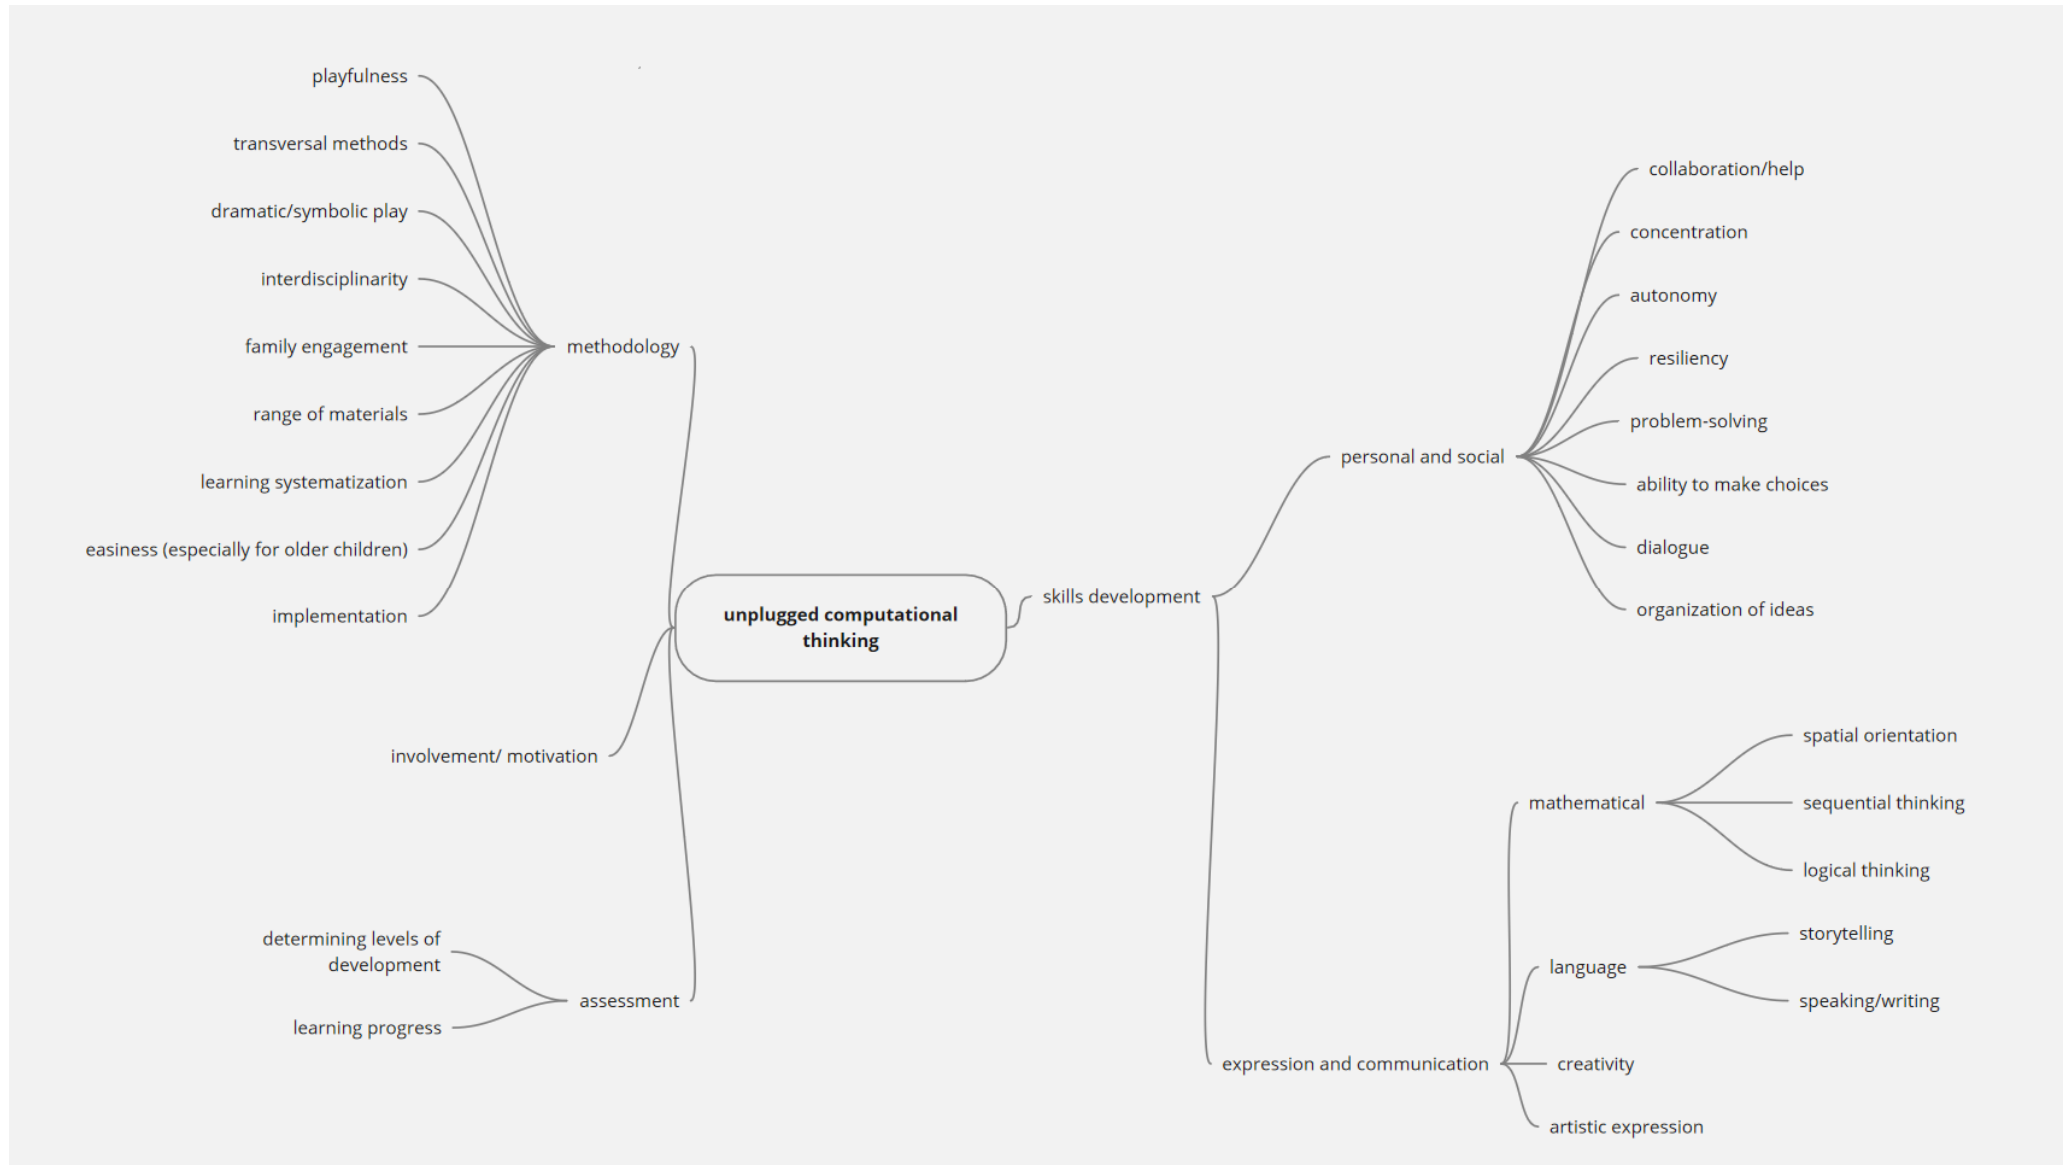 playfulness
transversal methods
dramatic/symbolic play
interdisciplinarity
family engagement
range of materials
learning systematization
easiness (especially for older children)
implementation
methodology
involvement/ motivation
determining levels of
development
learning progress
assessment
unplugged computational
thinking
skills development
personal and social
collaboration/help
concentration
autonomy
resiliency
problem-solving
ability to make choices
dialogue
organization of ideas
expression and communication
mathematical
spatial orientation
sequential thinking
logical thinking
language
storytelling
speaking/writing
creativity
artistic expression